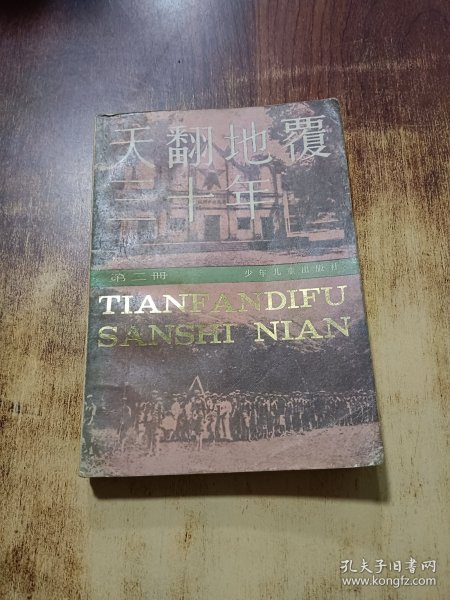 天翻地覆
三十年
第二册 少年儿童出版社
TIANFANDIFU
SANSHI NIAN
孔夫子旧书网
www.kongfz.com